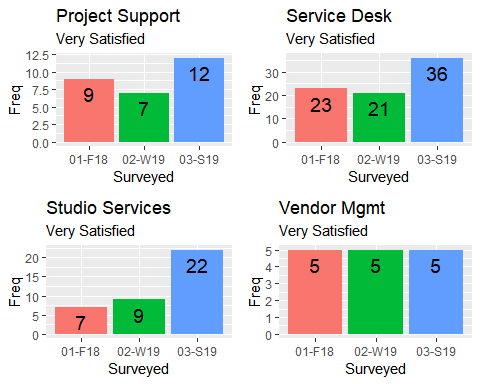 Project Support
Very Satisfied
Freq
12.5
10.0
7.5
5.0
2.5
0.0
9
7
12
01-F18
02-W19
03-S19
Surveyed
Service Desk
Very Satisfied
Freq
30
20
10
0
23
21
36
01-F18
02-W19
03-S19
Surveyed
Studio Services
Very Satisfied
Freq
20
15
10
5
0
7
9
22
01-F18
02-W19
03-S19
Surveyed
Vendor Mgmt
Very Satisfied
Freq
5
4
3
2
1
0
5
5
5
01-F18
02-W19
03-S19
Surveyed